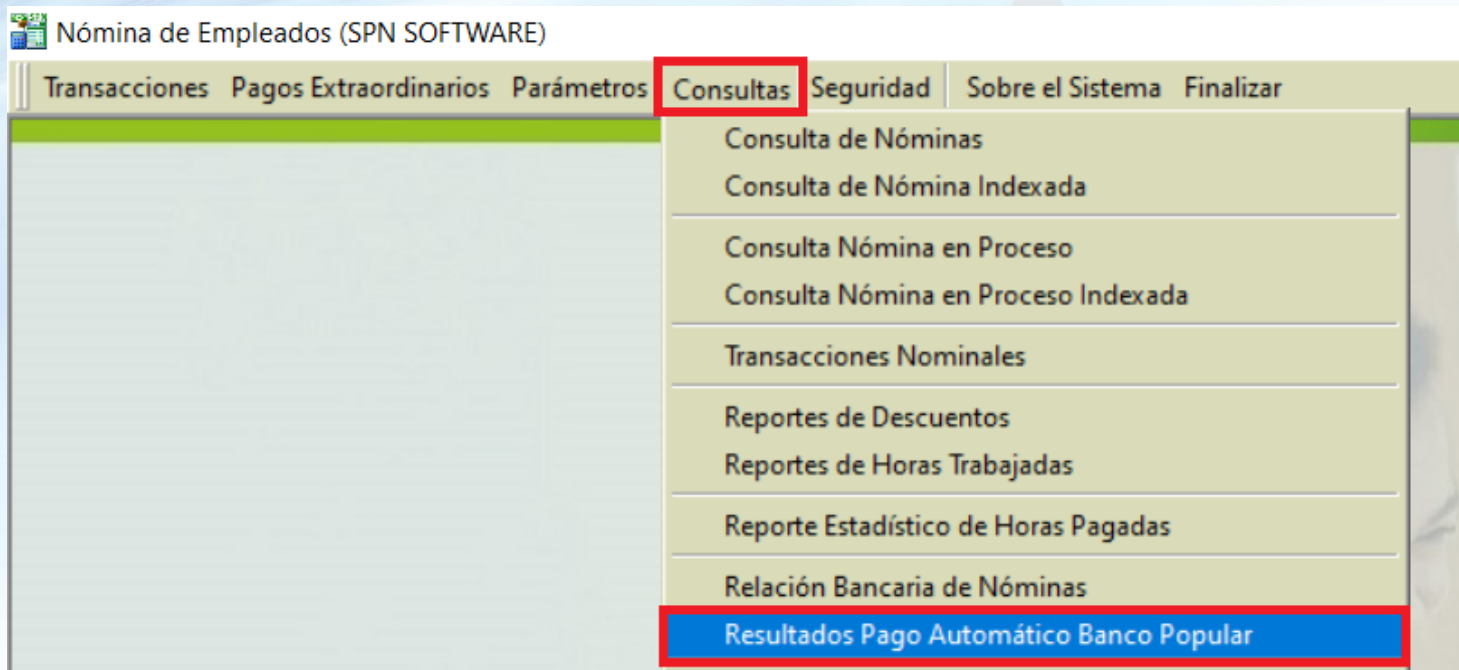 Nómina de Empleados (SPN SOFTWARE)
Transacciones Pagos Extraordinarios Parámetros Consultas Seguridad Sobre el Sistema Finalizar
Consulta de Nóminas
Consulta de Nómina Indexada
Consulta Nómina en Proceso
Consulta Nómina en Proceso Indexada
Transacciones Nominales
Reportes de Descuentos
Reportes de Horas Trabajadas
Reporte Estadístico de Horas Pagadas
Relación Bancaria de Nóminas
Resultados Pago Automático Banco Popular